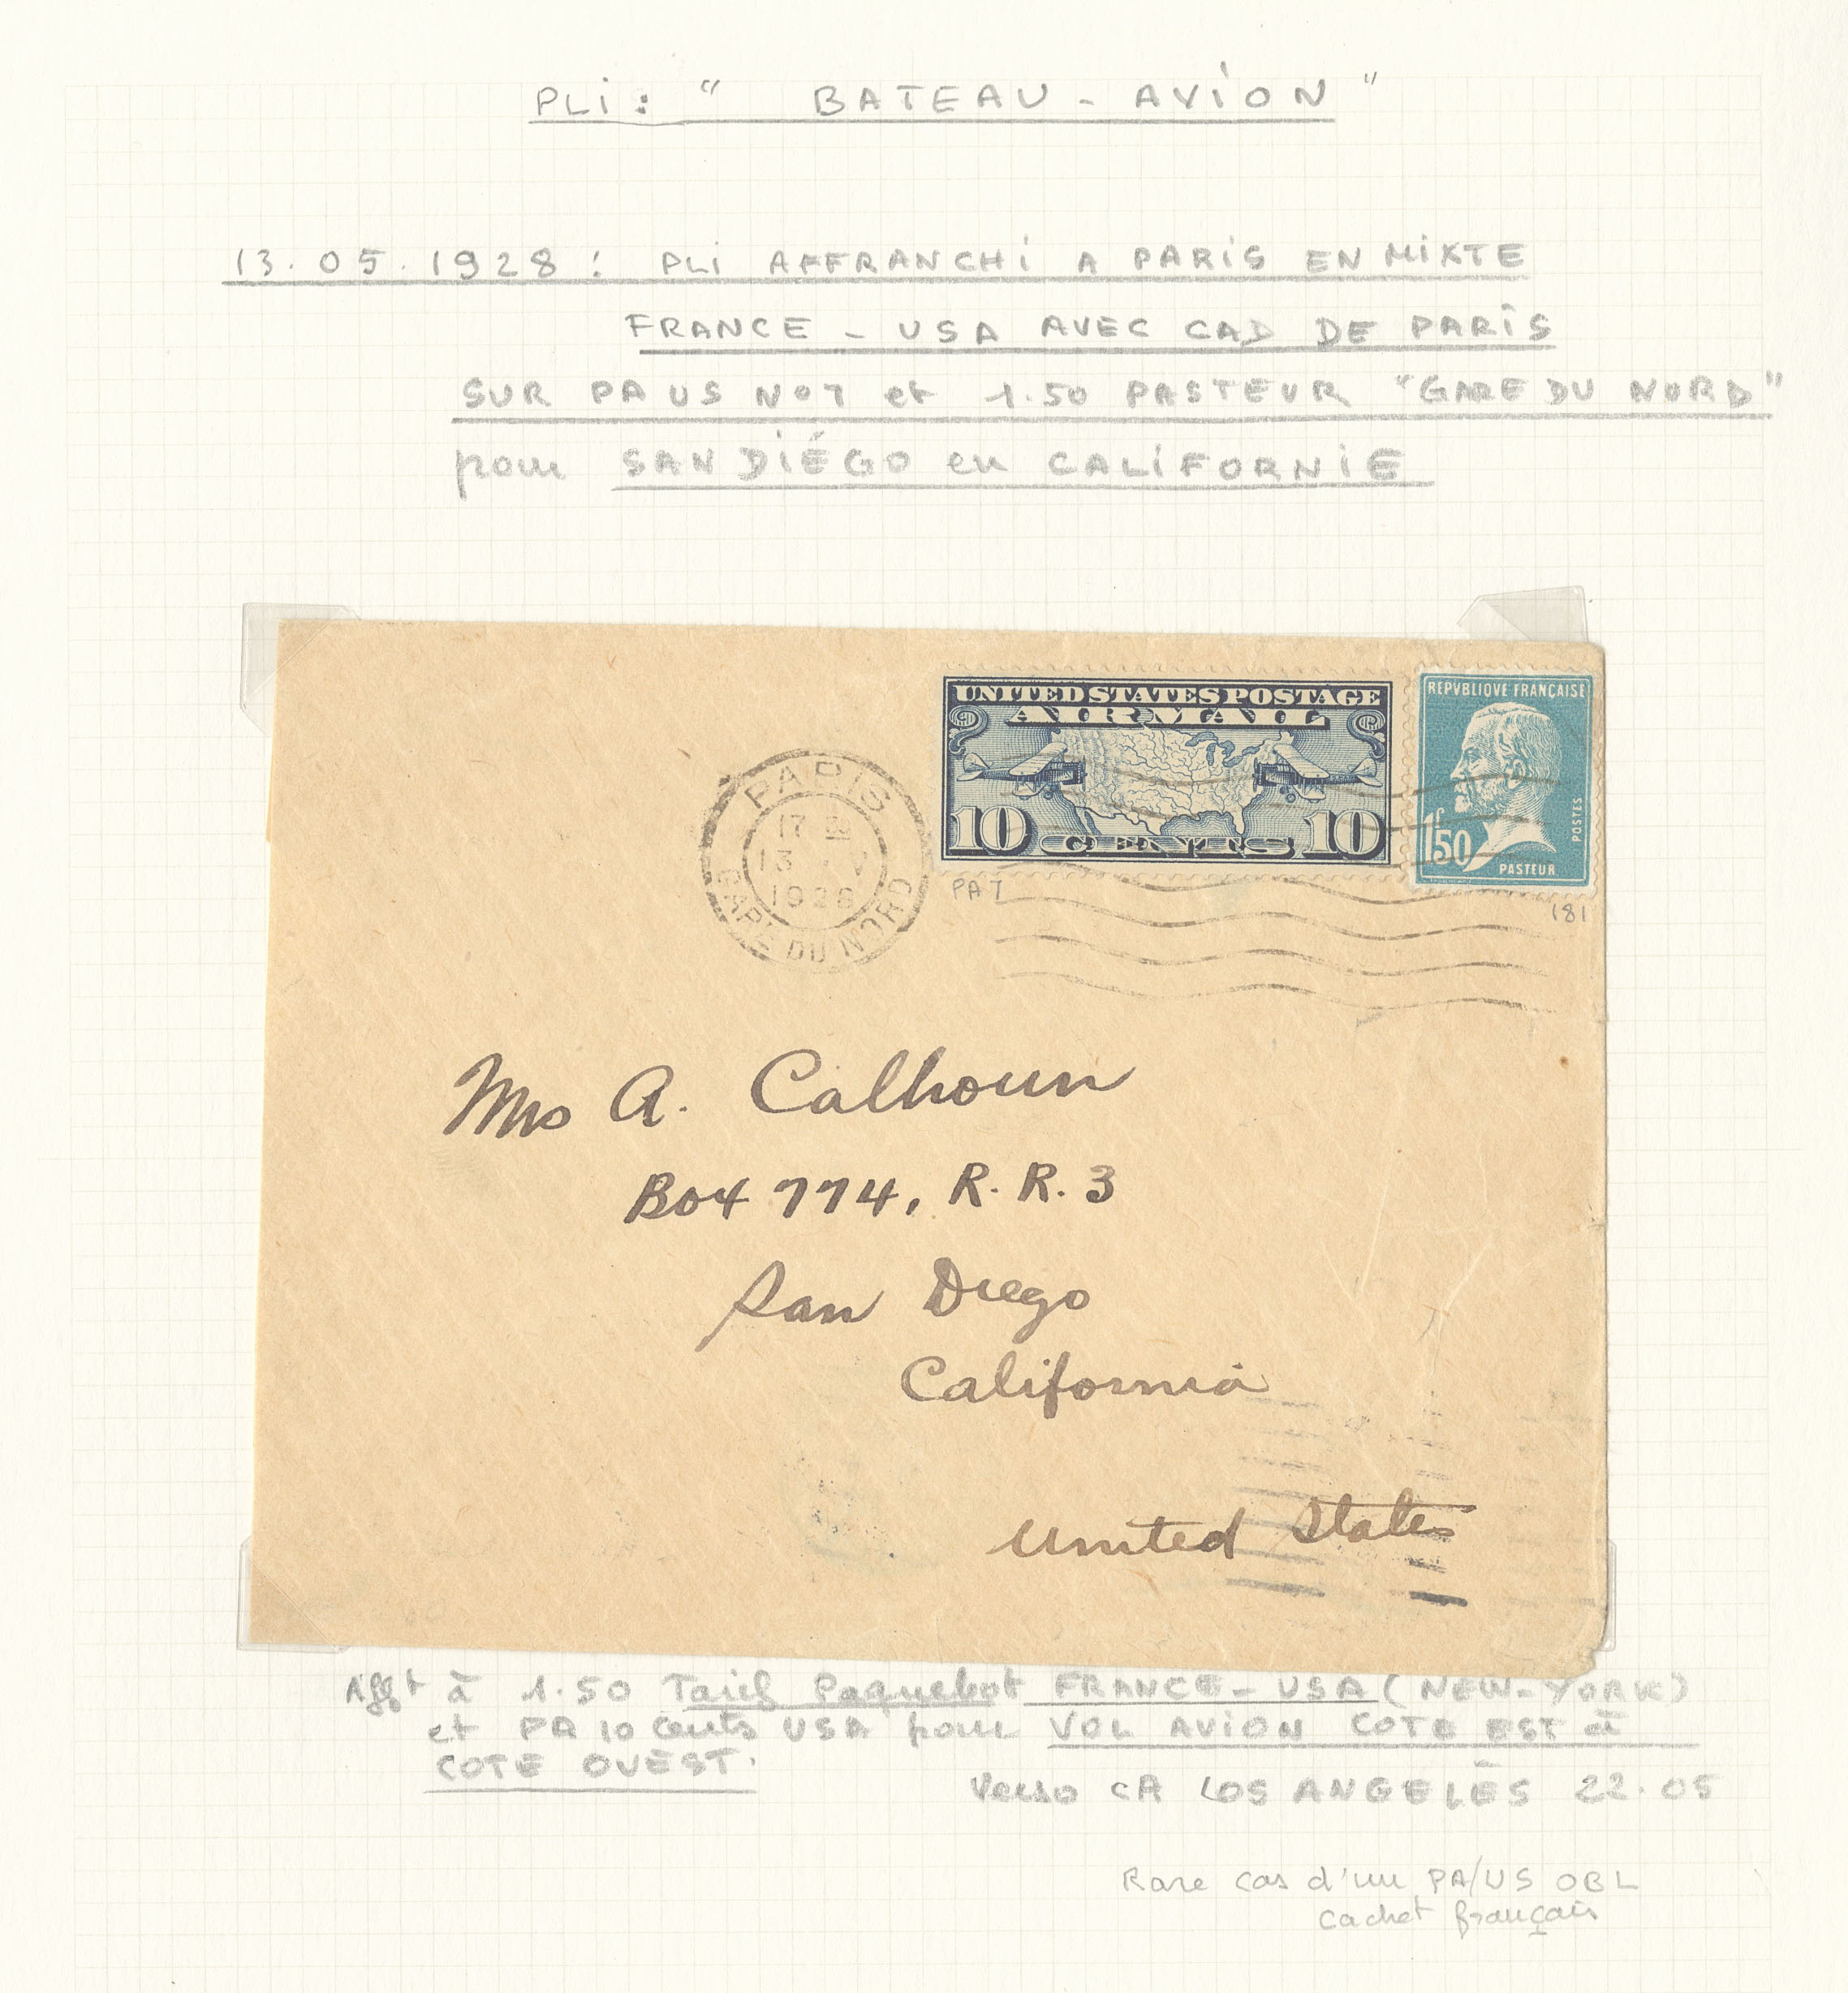 PLi : " BATEAU - AViON "
13.05.1928 : PLi AFFRANCHi A PARiS EN MIXTE
FRANCE - USA AVEC CAD DE PARiS
SUR PA US N°7 et 1.50 PASTEUR "GARE DU NORD"
pour SAN DiÉGO en CALiFORNiE
UNITED STATES POSTAGE
AIR MAIL
10 CENTS 10
REPVBLIQVE FRANÇAISE
1F50
POSTES
PASTEUR
PARIS
17
13 V
1928
GARE DU NORD
PA 7
181
Mrs A. Calhoun
Box 774, R. R. 3
San Diego
California
United States
Affgt à 1.50 Tarif Paquebot FRANCE - USA (NEW-YORK)
et PA 10 cents USA pour VOL AViON COTE EST à
COTE OUEST.
Verso CA LOS ANGELES 22.05
Rare cas d'un PA/US OBL
cachet français